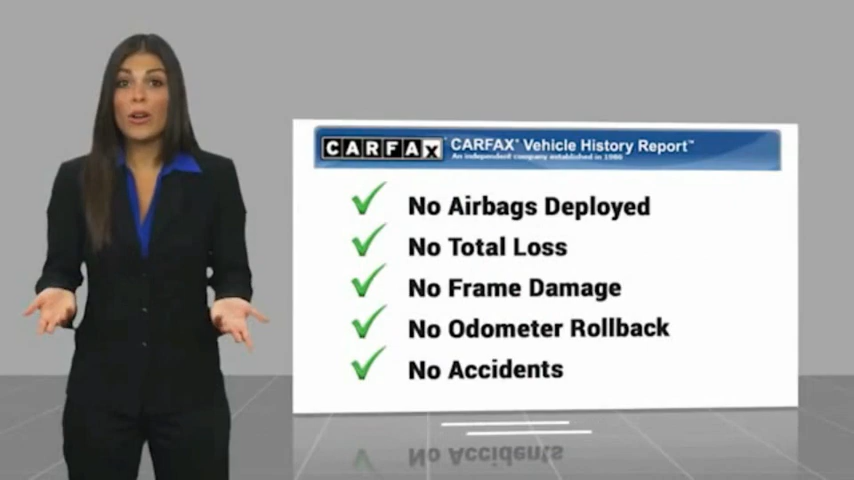 CARFAX CARFAX® Vehicle History Report™
An independent company established in 1986
No Airbags Deployed
No Total Loss
No Frame Damage
No Odometer Rollback
No Accidents
No Accidents